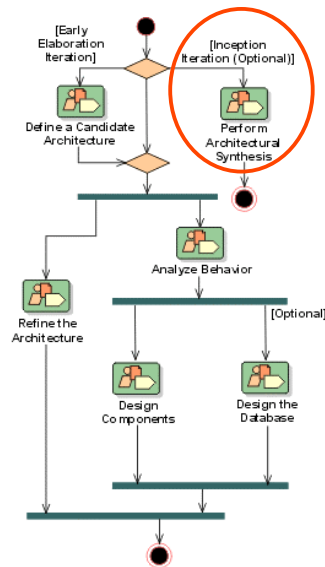 [Early
Elaboration
Iteration]
[Inception
Iteration (Optional)]
Define a Candidate
Architecture
Perform
Architectural
Synthesis
Analyze Behavior
Refine the
Architecture
[Optional]
Design
Components
Design the
Database